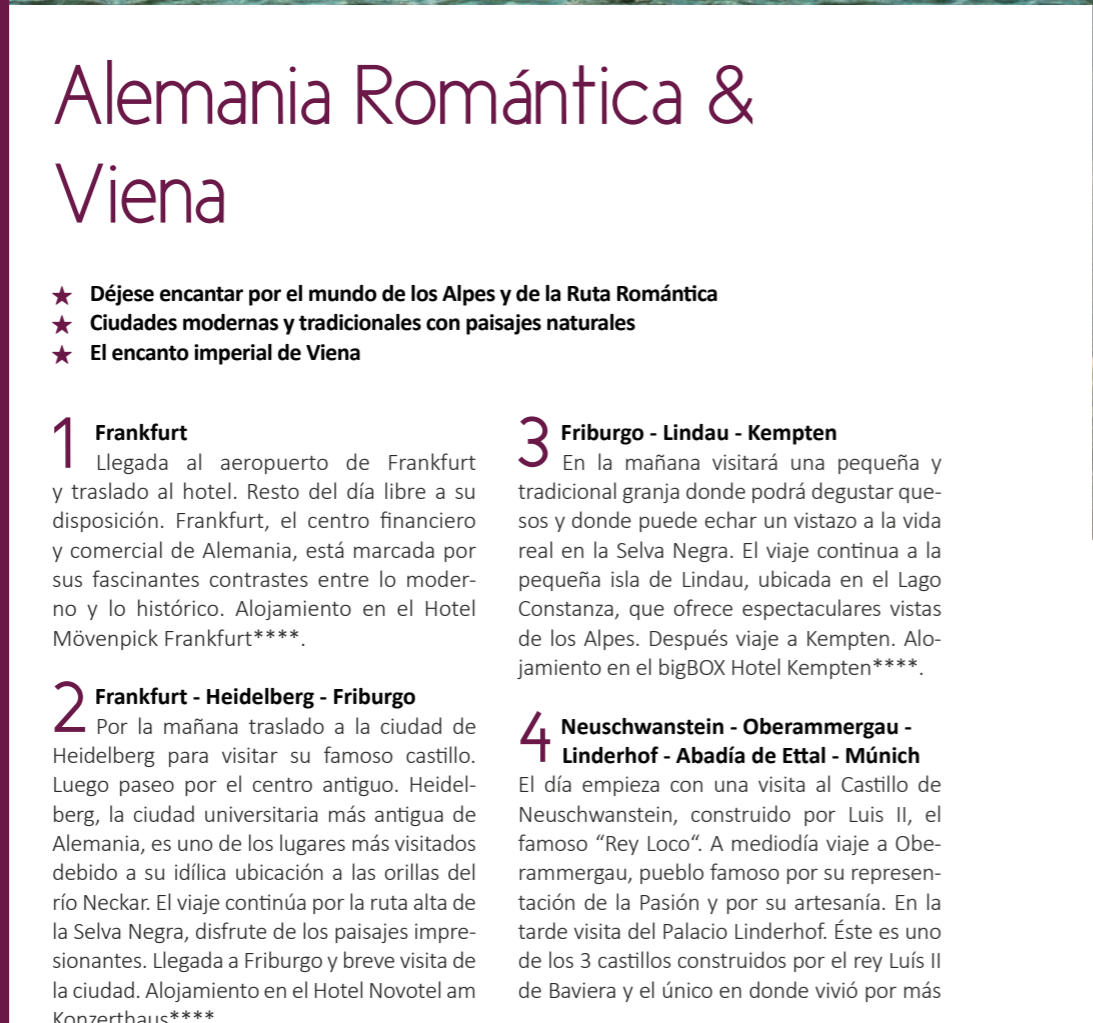 Alemania Romántica &
Viena
★ Déjese encantar por el mundo de los Alpes y de la Ruta Romántica
★ Ciudades modernas y tradicionales con paisajes naturales
★ El encanto imperial de Viena
1 Frankfurt
Llegada al aeropuerto de Frankfurt
y traslado al hotel. Resto del día libre a su
disposición. Frankfurt, el centro financiero
y comercial de Alemania, está marcada por
sus fascinantes contrastes entre lo moder-
no y lo histórico. Alojamiento en el Hotel
Mövenpick Frankfurt****.
2 Frankfurt - Heidelberg - Friburgo
Por la mañana traslado a la ciudad de
Heidelberg para visitar su famoso castillo.
Luego paseo por el centro antiguo. Heidel-
berg, la ciudad universitaria más antigua de
Alemania, es uno de los lugares más visitados
debido a su idílica ubicación a las orillas del
río Neckar. El viaje continúa por la ruta alta de
la Selva Negra, disfrute de los paisajes impre-
sionantes. Llegada a Friburgo y breve visita de
la ciudad. Alojamiento en el Hotel Novotel am
Konzerthaus****
3 Friburgo - Lindau - Kempten
En la mañana visitará una pequeña y
tradicional granja donde podrá degustar que-
sos y donde puede echar un vistazo a la vida
real en la Selva Negra. El viaje continua a la
pequeña isla de Lindau, ubicada en el Lago
Constanza, que ofrece espectaculares vistas
de los Alpes. Después viaje a Kempten. Alo-
jamiento en el bigBOX Hotel Kempten****.
4 Neuschwanstein - Oberammergau -
Linderhof - Abadía de Ettal - Múnich
El día empieza con una visita al Castillo de
Neuschwanstein, construido por Luis II, el
famoso “Rey Loco“. A mediodía viaje a Obe-
rammergau, pueblo famoso por su represen-
tación de la Pasión y por su artesanía. En la
tarde visita del Palacio Linderhof. Éste es uno
de los 3 castillos construidos por el rey Luís II
de Baviera y el único en donde vivió por más